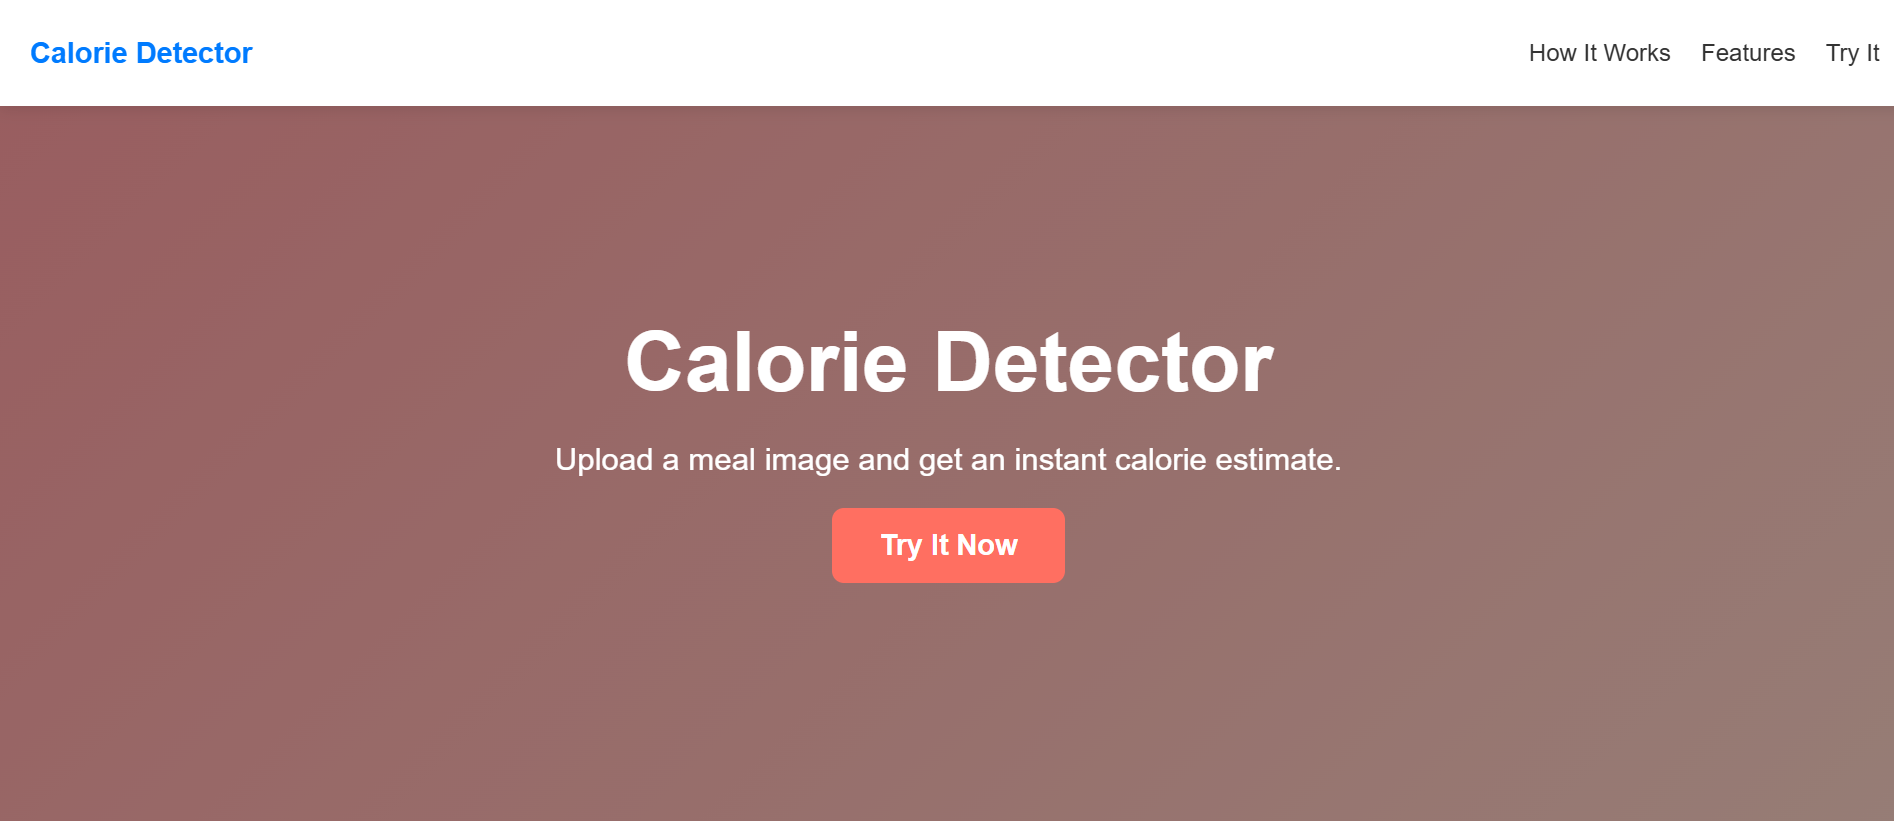 Calorie Detector
How It Works Features Try It
Calorie Detector
Upload a meal image and get an instant calorie estimate.
Try It Now